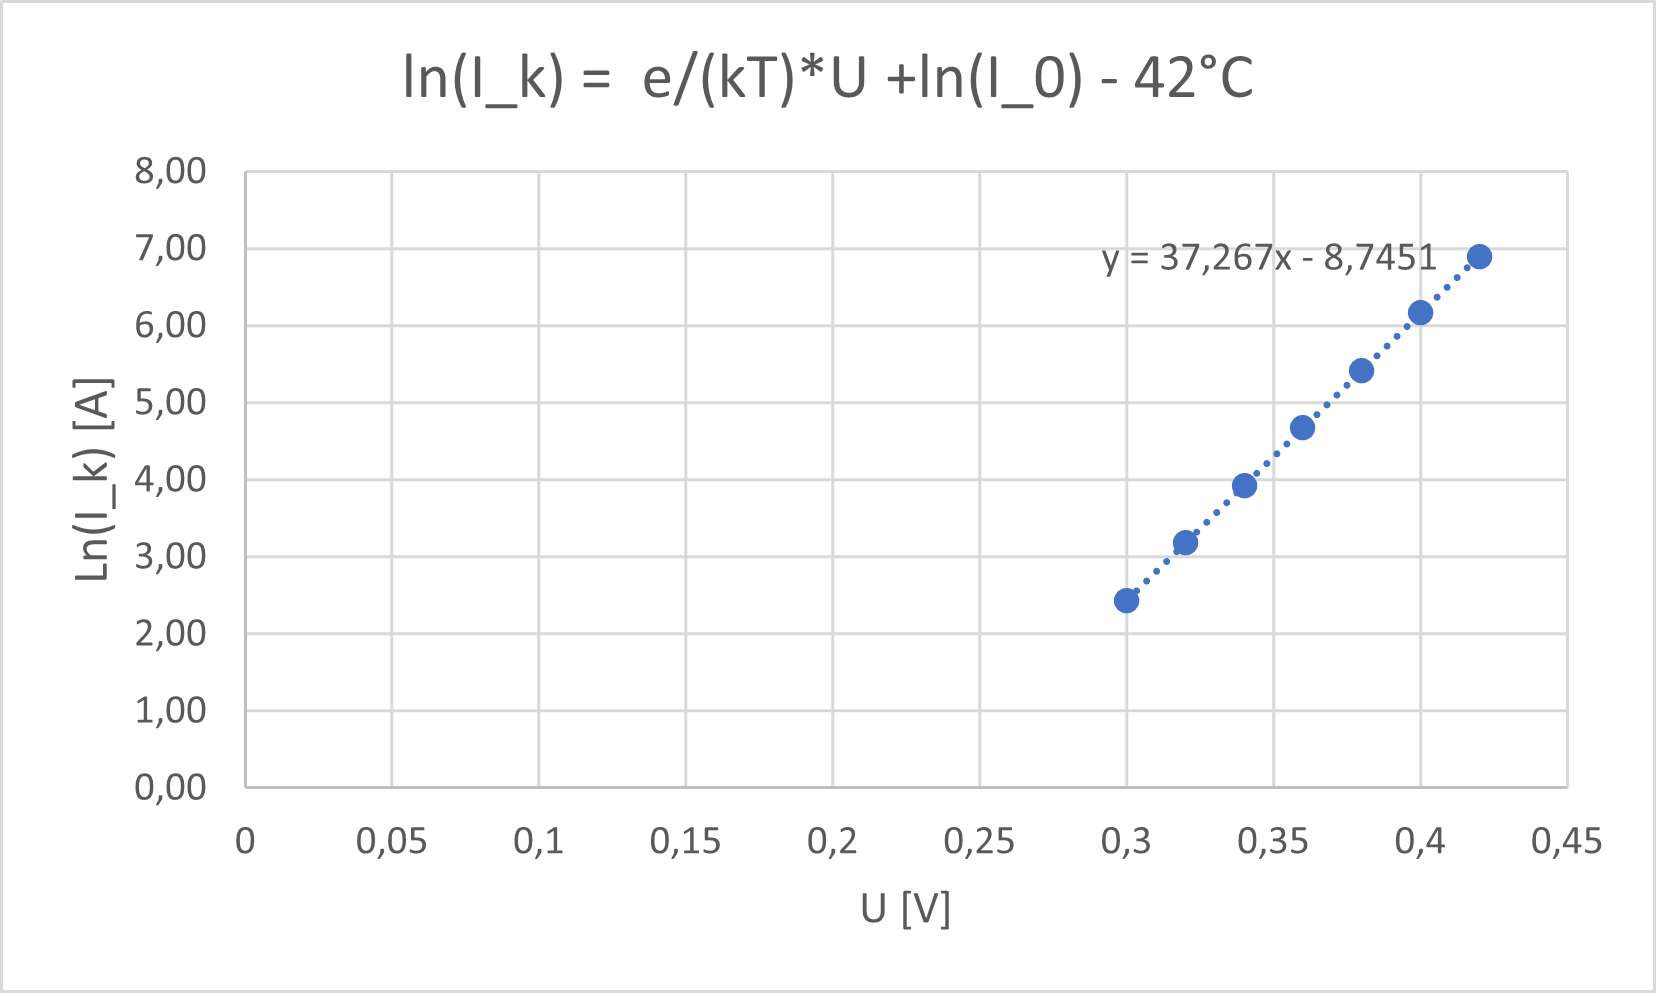 ln(I_k) = e/(kT)*U +ln(I_0) - 42°C
8,00
7,00
6,00
5,00
4,00
3,00
2,00
1,00
0,00
Ln(I_k) [A]
y = 37,267x - 8,7451
0 0,05 0,1 0,15 0,2 0,25 0,3 0,35 0,4 0,45
U [V]